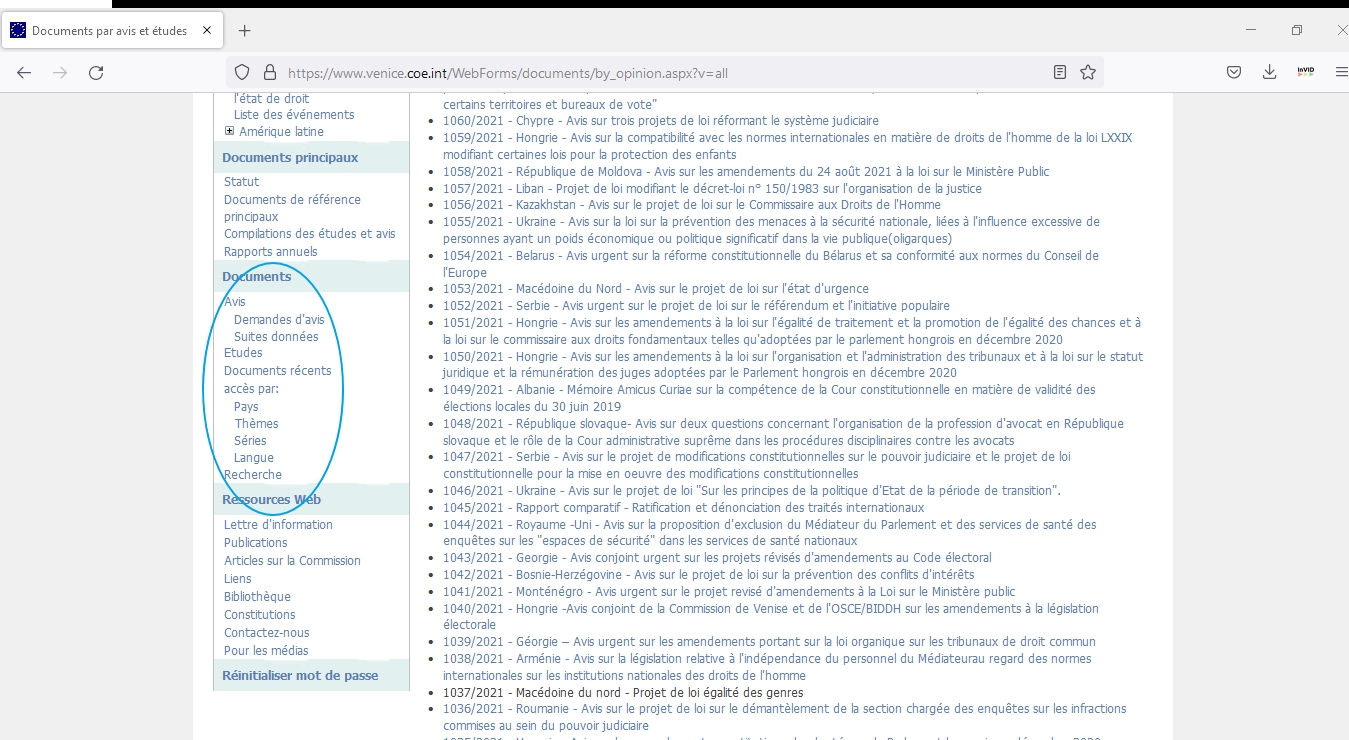 Documents par avis et études
https://www.venice.coe.int/WebForms/documents/by_opinion.aspx?v=all
InVID
l'état de droit
Liste des événements
Amérique latine
Documents principaux
Statut
Documents de référence
principaux
Compilations des études et avis
Rapports annuels
Documents
Avis
Demandes d'avis
Suites données
Etudes
Documents récents
accès par:
Pays
Thèmes
Séries
Langue
Recherche
Ressources Web
Lettre d'information
Publications
Articles sur la Commission
Liens
Bibliothèque
Constitutions
Contactez-nous
Pour les médias
Réinitialiser mot de passe
certains territoires et bureaux de vote"
1060/2021 - Chypre - Avis sur trois projets de loi réformant le système judiciaire
1059/2021 - Hongrie - Avis sur la compatibilité avec les normes internationales en matière de droits de l'homme de la loi LXXIX
modifiant certaines lois pour la protection des enfants
1058/2021 - République de Moldova - Avis sur les amendements du 24 août 2021 à la loi sur le Ministère Public
1057/2021 - Liban - Projet de loi modifiant le décret-loi n° 150/1983 sur l'organisation de la justice
1056/2021 - Kazakhstan - Avis sur le projet de loi sur le Commissaire aux Droits de l'Homme
1055/2021 - Ukraine - Avis sur la loi sur la prévention des menaces à la sécurité nationale, liées à l'influence excessive de
personnes ayant un poids économique ou politique significatif dans la vie publique(oligarques)
1054/2021 - Belarus - Avis urgent sur la réforme constitutionnelle du Bélarus et sa conformité aux normes du Conseil de
l'Europe
1053/2021 - Macédoine du Nord - Avis sur le projet de loi sur l'état d'urgence
1052/2021 - Serbie - Avis urgent sur le projet de loi sur le référendum et l'initiative populaire
1051/2021 - Hongrie - Avis sur les amendements à la loi sur l'égalité de traitement et la promotion de l'égalité des chances et à
la loi sur le commissaire aux droits fondamentaux telles qu'adoptées par le parlement hongrois en décembre 2020
1050/2021 - Hongrie - Avis sur les amendements à la loi sur l'organisation et l'administration des tribunaux et à la loi sur le statut
juridique et la rémunération des juges adoptées par le Parlement hongrois en décembre 2020
1049/2021 - Albanie - Mémoire Amicus Curiae sur la compétence de la Cour constitutionnelle en matière de validité des
élections locales du 30 juin 2019
1048/2021 - République slovaque- Avis sur deux questions concernant l'organisation de la profession d'avocat en République
slovaque et le rôle de la Cour administrative suprême dans les procédures disciplinaires contre les avocats
1047/2021 - Serbie - Avis sur le projet de modifications constitutionnelles sur le pouvoir judiciaire et le projet de loi
constitutionnelle pour la mise en oeuvre des modifications constitutionnelles
1046/2021 - Ukraine - Avis sur le projet de loi "Sur les principes de la politique d'Etat de la période de transition".
1045/2021 - Rapport comparatif - Ratification et dénonciation des traités internationaux
1044/2021 - Royaume -Uni - Avis sur la proposition d'exclusion du Médiateur du Parlement et des services de santé des
enquêtes sur les "espaces de sécurité" dans les services de santé nationaux
1043/2021 - Georgie - Avis conjoint urgent sur les projets révisés d'amendements au Code électoral
1042/2021 - Bosnie-Herzégovine - Avis sur le projet de loi sur la prévention des conflits d'intérêts
1041/2021 - Monténégro - Avis urgent sur le projet revisé d'amendements à la Loi sur le Ministère public
1040/2021 - Hongrie -Avis conjoint de la Commission de Venise et de l'OSCE/BIDDH sur les amendements à la législation
électorale
1039/2021 - Géorgie – Avis urgent sur les amendements portant sur la loi organique sur les tribunaux de droit commun
1038/2021 - Arménie - Avis sur la législation relative à l'indépendance du personnel du Médiateurau regard des normes
internationales sur les institutions nationales des droits de l'homme
1037/2021 - Macédoine du nord - Projet de loi égalité des genres
1036/2021 - Roumanie - Avis sur le projet de loi sur le démantèlement de la section chargée des enquêtes sur les infractions
commises au sein du pouvoir judiciaire